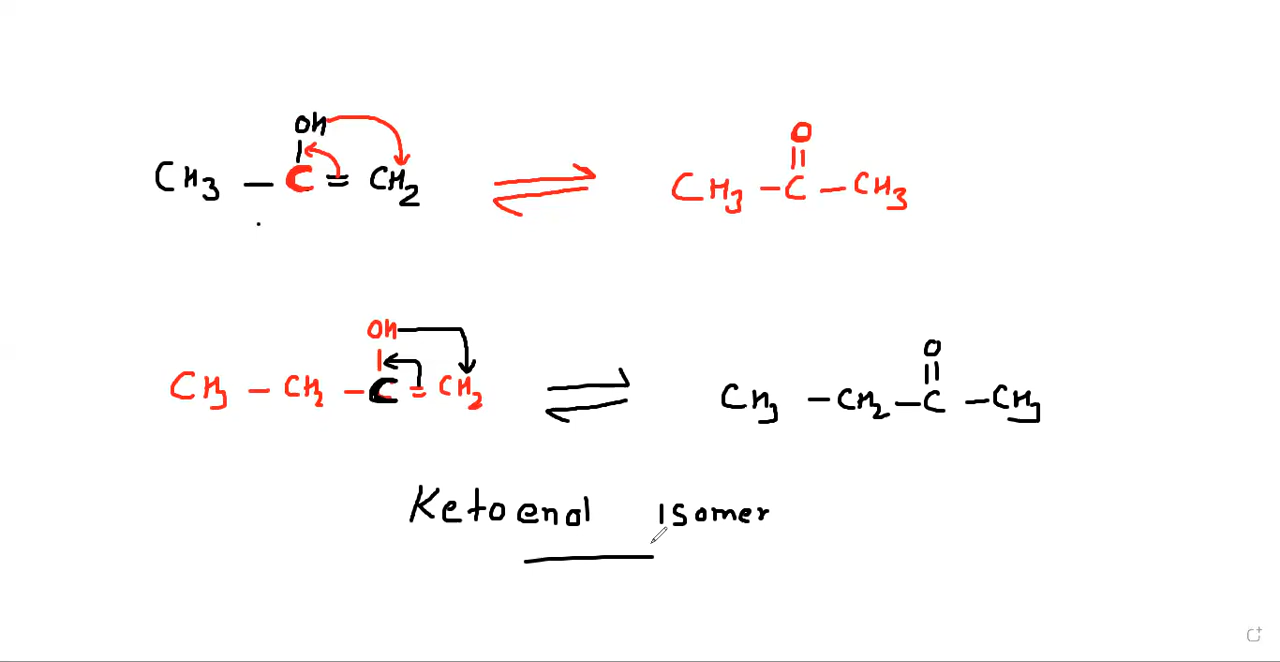 OH
CH3 – C = CH2 ⇌ CH3 – C – CH3
O
OH
CH3 – CH2 – C = CH2 ⇌ CH3 – CH2 – C – CH3
O
Ketoenol Isomer